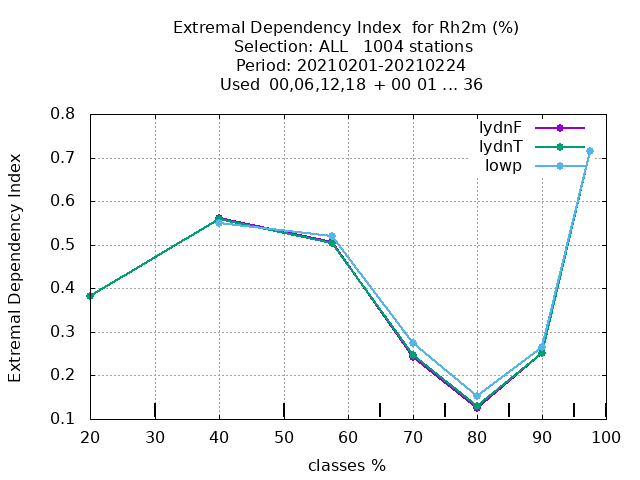 Extremal Dependency Index  for Rh2m (%)
Selection: ALL   1004 stations
Period: 20210201-20210224
Used  00,06,12,18  + 00 01 ... 36
lydnF
lydnT
lowp
Extremal Dependency Index
0.8
0.7
0.6
0.5
0.4
0.3
0.2
0.1
20 30 40 50 60 70 80 90 100
classes %